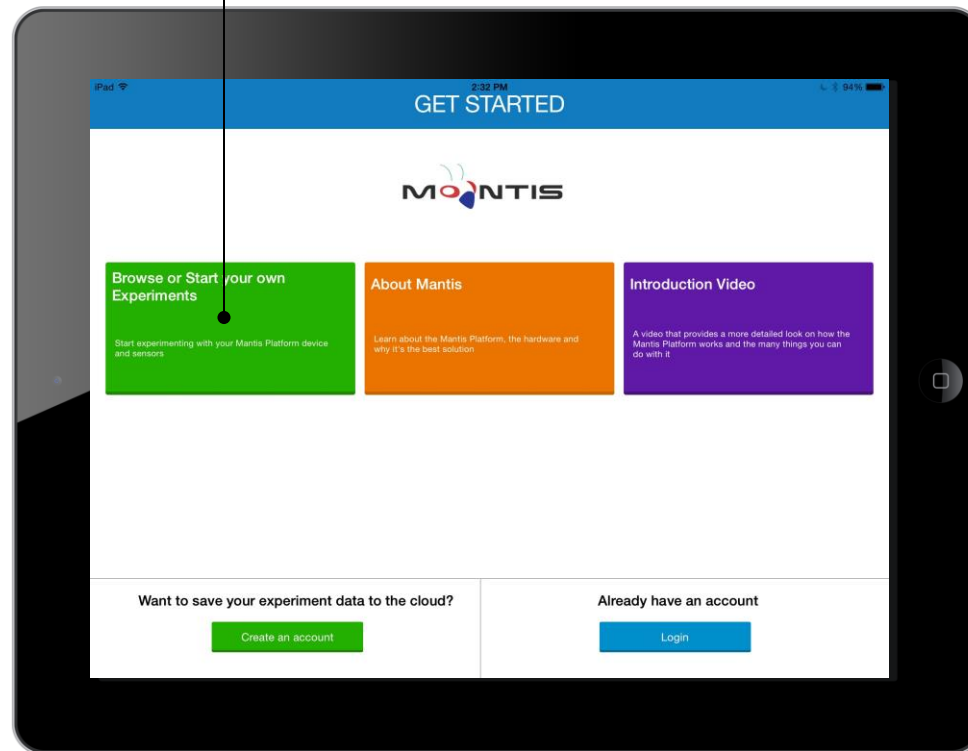 iPad 2:32 PM 94%
GET STARTED
MANTIS
Browse or Start your own
Experiments
Start experimenting with your Mantis Platform device
and sensors
About Mantis
Learn about the Mantis Platform, the hardware and
why it's the best solution
Introduction Video
A video that provides a more detailed look on how the
Mantis Platform works and the many things you can
do with it
Want to save your experiment data to the cloud?
Create an account
Already have an account
Login